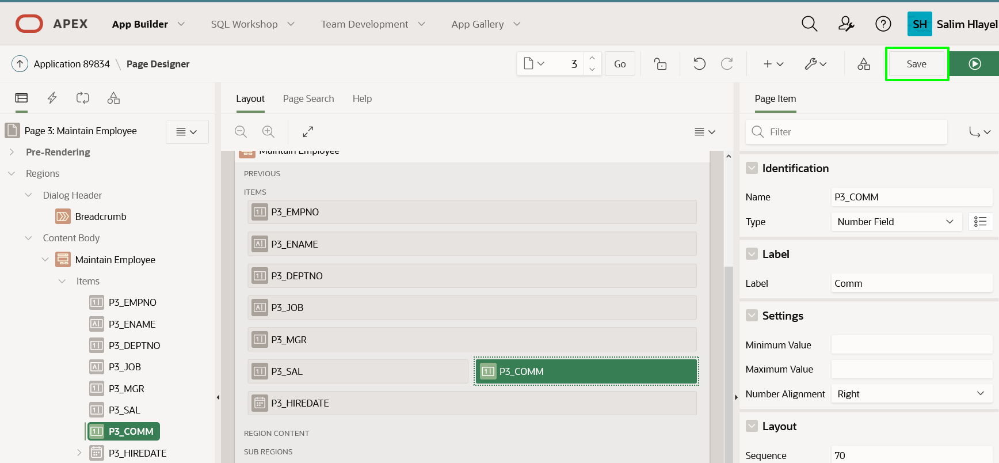 APEX App Builder SQL Workshop Team Development App Gallery SH Salim Hlayel
Application 89834 \ Page Designer 3 Go Save
Page 3: Maintain Employee
Pre-Rendering
Regions
Dialog Header
Breadcrumb
Content Body
Maintain Employee
Items
P3_EMPNO
P3_ENAME
P3_DEPTNO
P3_JOB
P3_MGR
P3_SAL
P3_COMM
P3_HIREDATE
Layout Page Search Help
Maintain Employee
PREVIOUS
ITEMS
P3_EMPNO
P3_ENAME
P3_DEPTNO
P3_JOB
P3_MGR
P3_SAL P3_COMM
P3_HIREDATE
REGION CONTENT
SUB REGIONS
Page Item
Filter
Identification
Name P3_COMM
Type Number Field
Label
Label Comm
Settings
Minimum Value
Maximum Value
Number Alignment Right
Layout
Sequence 70